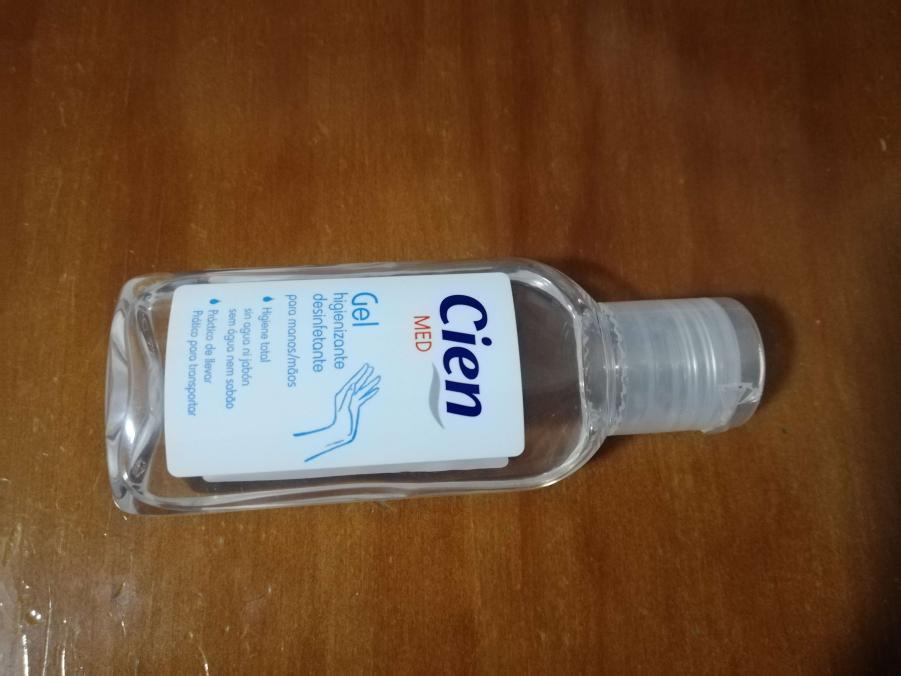 Cien
MED
Gel
higienizante
desinfetante
para manos/mãos
Higiene total
sin agua ni jabón
sem água nem sabão
Práctico de llevar
Prático para transportar